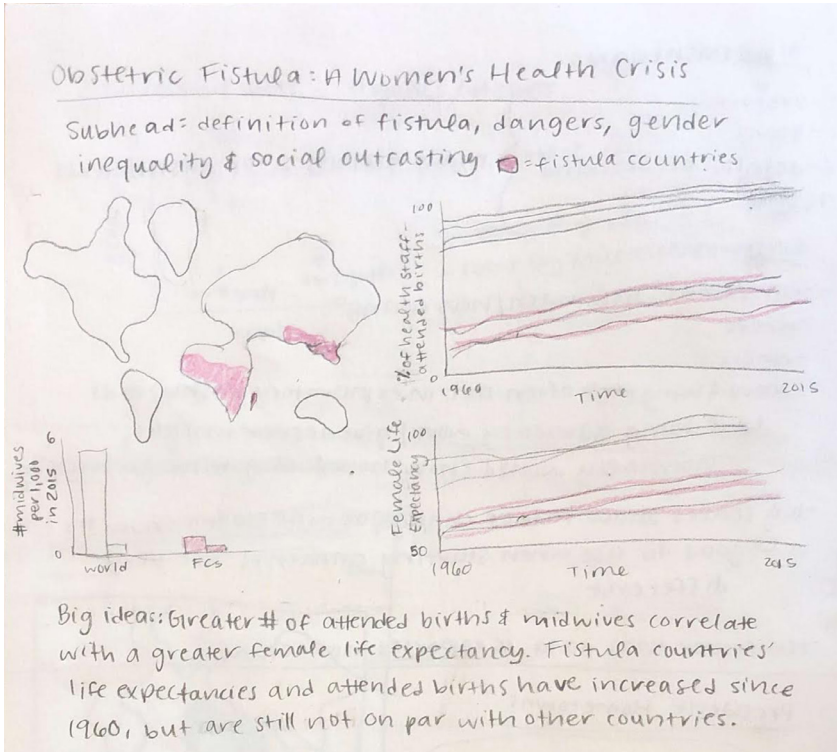 Obstetric Fistula: A Women's Health Crisis
Subhead: definition of fistula, dangers, gender
inequality & social outcasting = fistula countries
100
% of health staff-
attended births
0
1960
Time
2015
6
#midwives
per 1,000
in 2015
0
world
FCs
100
Female Life
Expectancy
50
1960
Time
2015
Big ideas: Greater # of attended births & midwives correlate
with a greater female life expectancy. Fistula countries'
life expectancies and attended births have increased since
1960, but are still not on par with other countries.